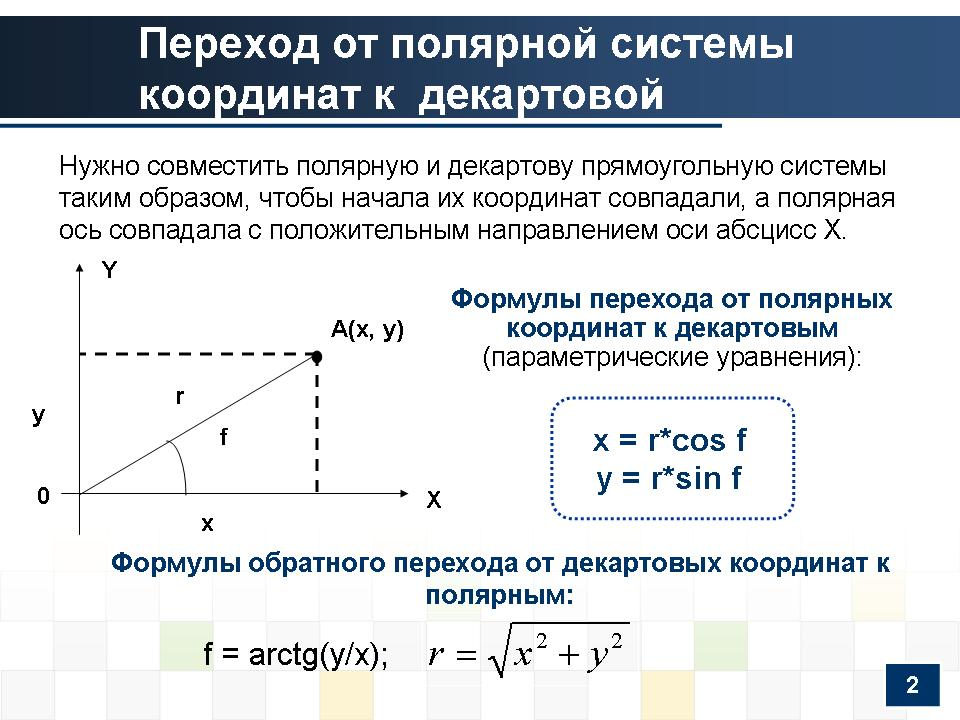 Переход от полярной системы
координат к декартовой
Нужно совместить полярную и декартову прямоугольную системы
таким образом, чтобы начала их координат совпадали, а полярная
ось совпадала с положительным направлением оси абсцисс X.
Y
A(x, y)
r
y
f
0
X
x
Формулы перехода от полярных
координат к декартовым
(параметрические уравнения):
x = r*cos f
y = r*sin f
Формулы обратного перехода от декартовых координат к
полярным:
f = arctg(y/x); r = √(x² + y²)
2